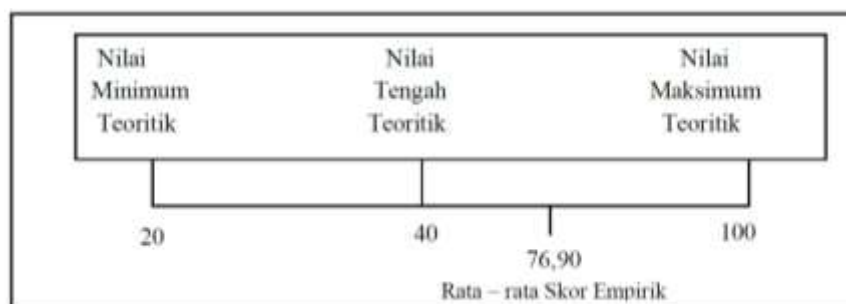 Nilai Nilai Nilai
Minimum Tengah Maksimum
Teoritik Teoritik Teoritik
20 40 100
76,90
Rata – rata Skor Empirik